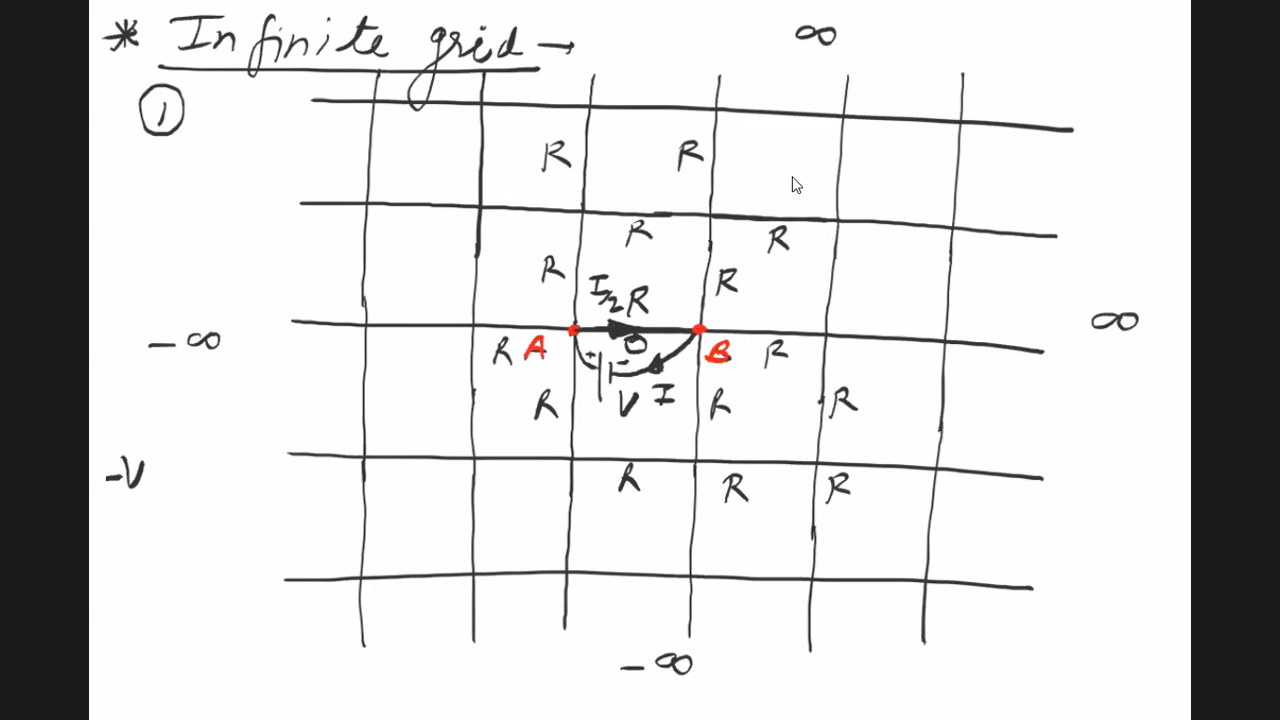 * Infinite grid →
∞
1
R R
R R
R R
I/2 R
- ∞ ∞
R A + - B R
R V I R R
- V
R R R
- ∞